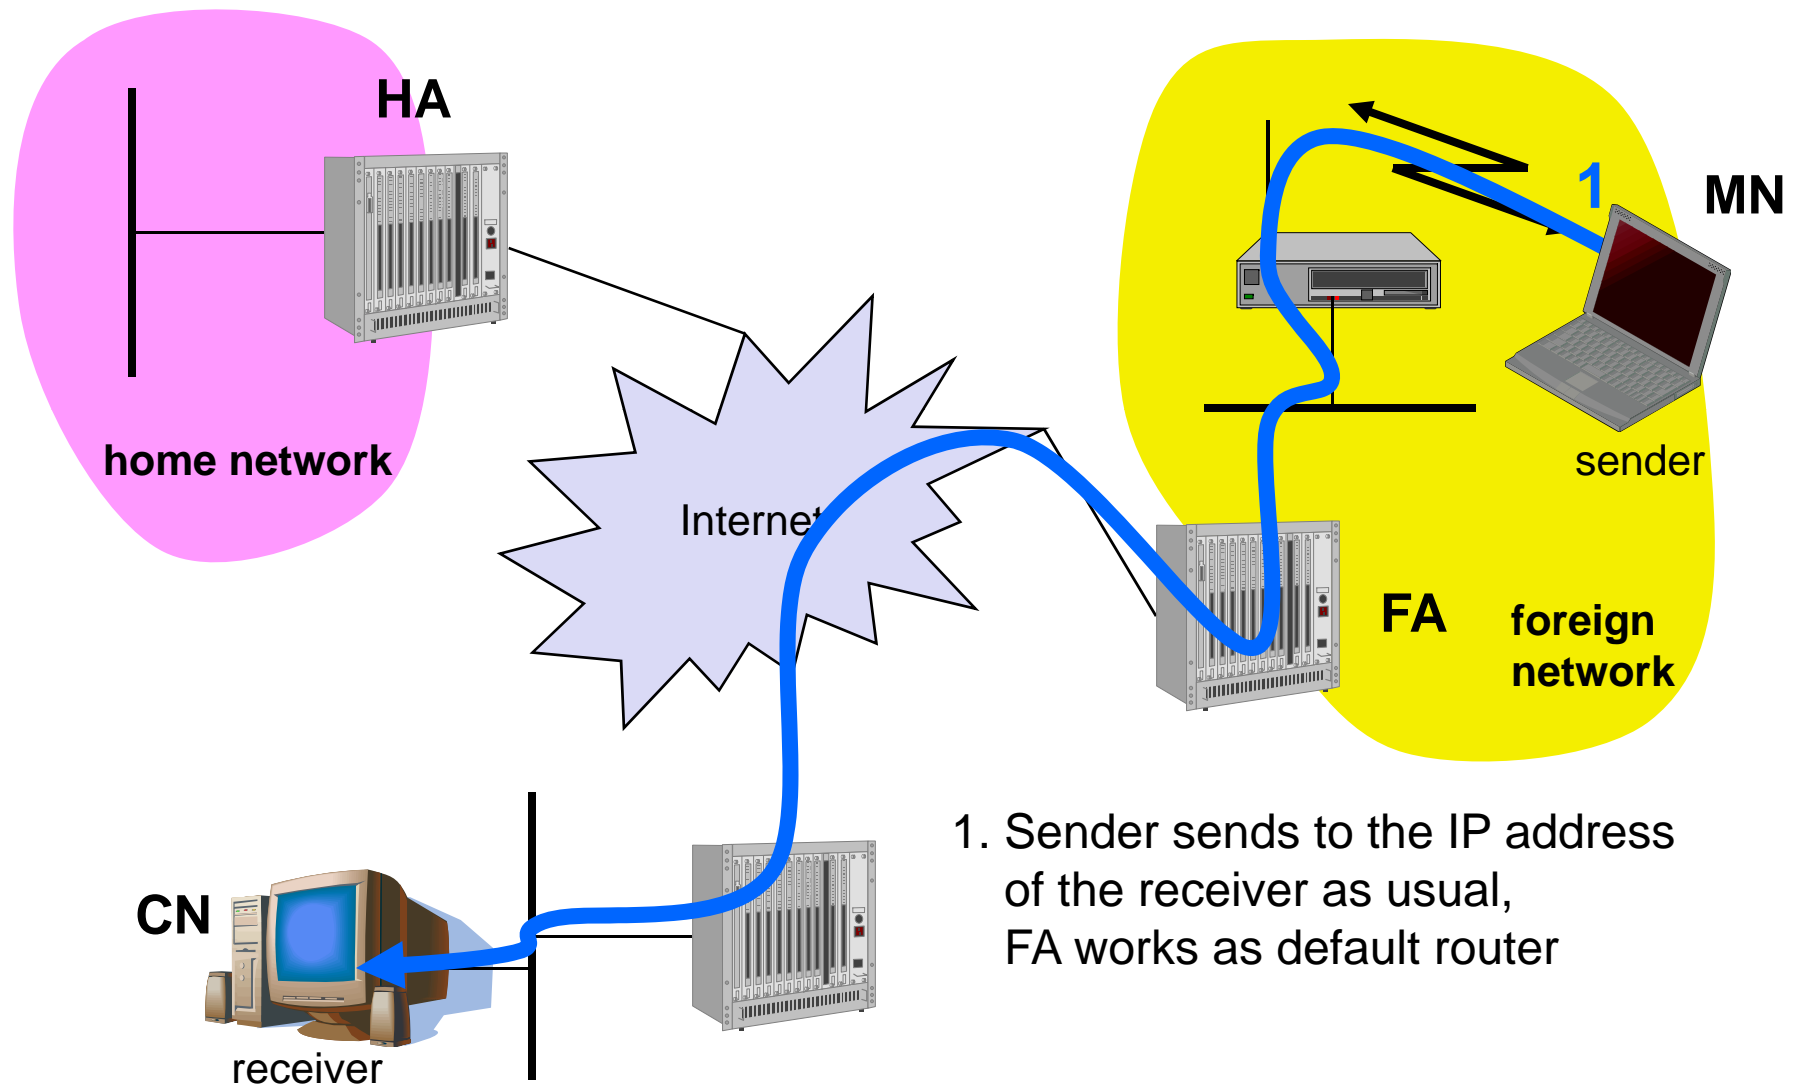 HA
1
MN
home network
sender
Internet
FA
foreign
network
1. Sender sends to the IP address
of the receiver as usual,
FA works as default router
CN
receiver